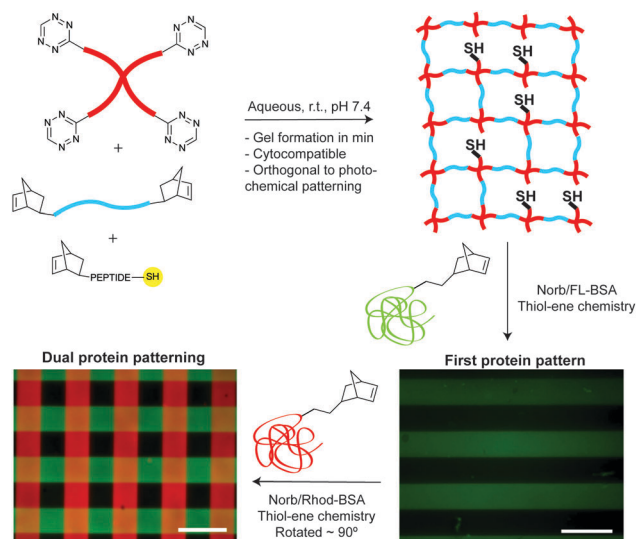 N N
N N
N N
N N
N N
N N
N N
N N
+
+
PEPTIDE SH
Aqueous, r.t., pH 7.4
- Gel formation in min
- Cytocompatible
- Orthogonal to photo-
chemical patterning
SH
SH
SH
SH
SH
SH
Norb/FL-BSA
Thiol-ene chemistry
Dual protein patterning
First protein pattern
Norb/Rhod-BSA
Thiol-ene chemistry
Rotated ~ 90º